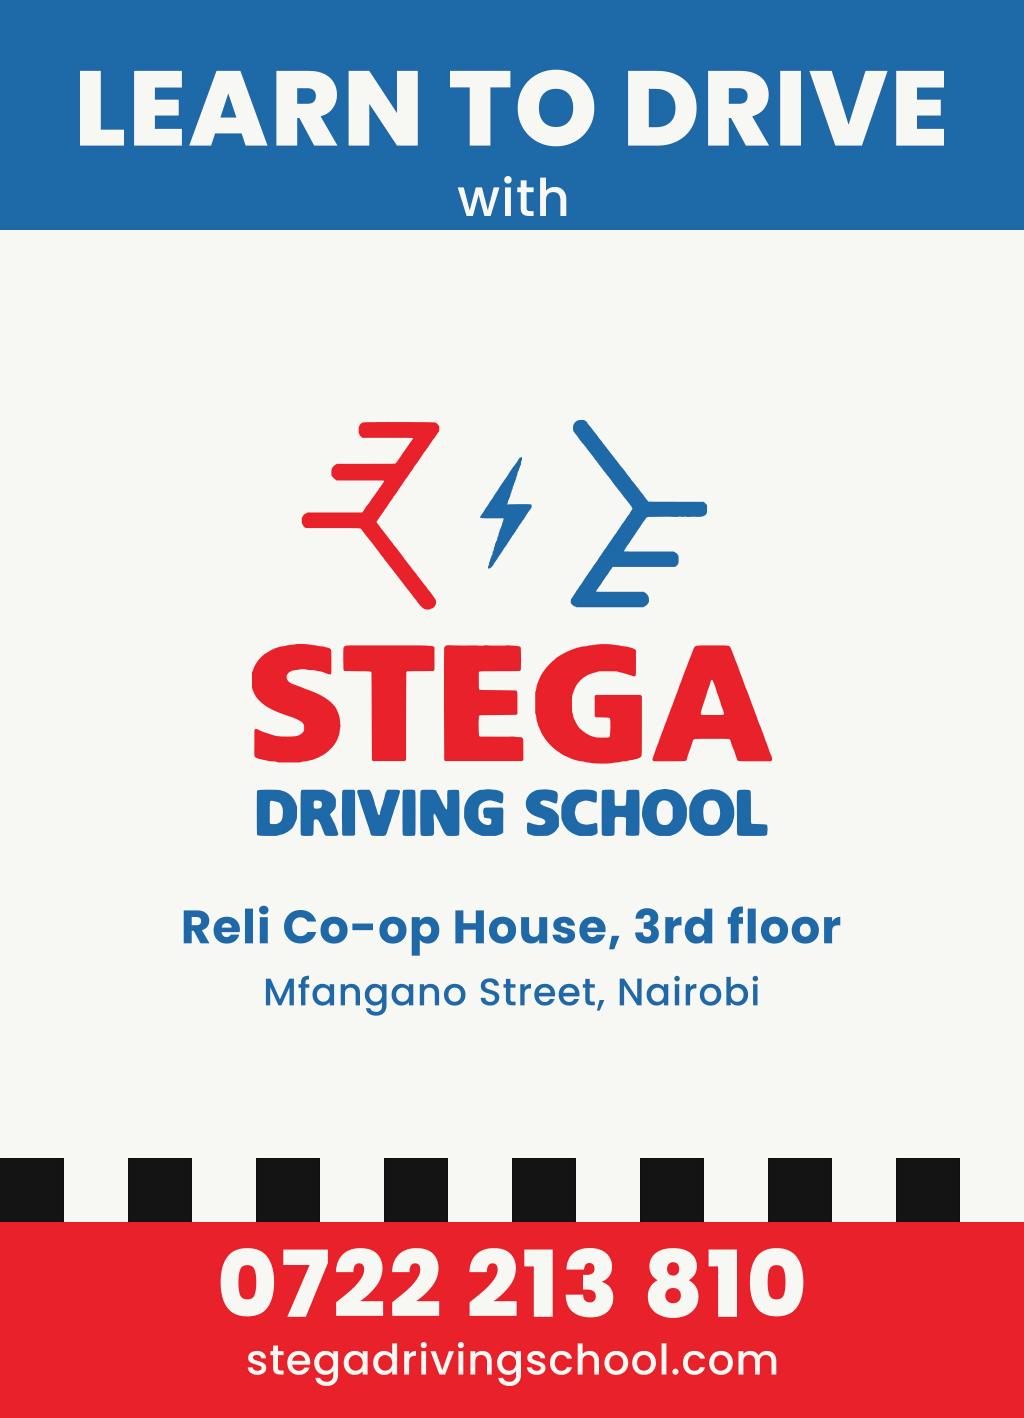 LEARN TO DRIVE
with
STEGA
DRIVING SCHOOL
Reli Co-op House, 3rd floor
Mfangano Street, Nairobi
0722 213 810
stegadrivingschool.com